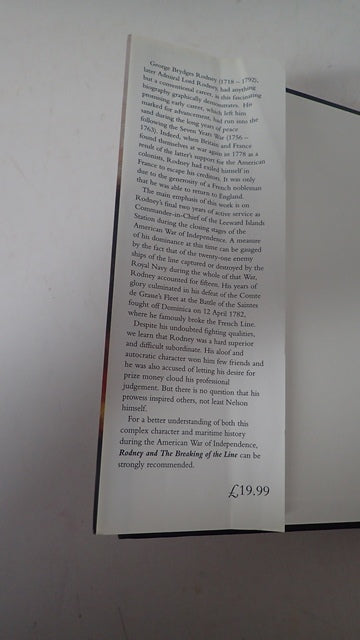 George Brydges Rodney (1718 – 1792),
later Admiral Lord Rodney, had anything
but a conventional career, as this fascinating
biography graphically demonstrates. His
promising early career, which left him
marked for advancement, had run into the
sand during the long years of peace
following the Seven Years War (1756 –
1763). Indeed, when Britain and France
found themselves at war again in 1778 as a
result of the latter's support for the American
colonists, Rodney had exiled himself in
France to escape his creditors. It was only
due to the generosity of a French nobleman
that he was able to return to England.
The main emphasis of this work is on
Rodney's final two years of active service as
Commander-in-Chief of the Leeward Islands
Station during the closing stages of the
American War of Independence. A measure
of his dominance at this time can be gauged
by the fact that of the twenty-one enemy
ships of the line captured or destroyed by the
Royal Navy during the whole of that War,
Rodney accounted for fifteen. His years of
glory culminated in his defeat of the Comte
de Grasse's Fleet at the Battle of the Saintes
fought off Dominica on 12 April 1782,
where he famously broke the French Line.
Despite his undoubted fighting qualities,
we learn that Rodney was a hard superior
and difficult subordinate. His aloof and
autocratic character won him few friends and
he was also accused of letting his desire for
prize money cloud his professional
judgement. But there is no question that his
prowess inspired others, not least Nelson
himself.
For a better understanding of both this
complex character and maritime history
during the American War of Independence,
Rodney and The Breaking of the Line can be
strongly recommended.
£19.99